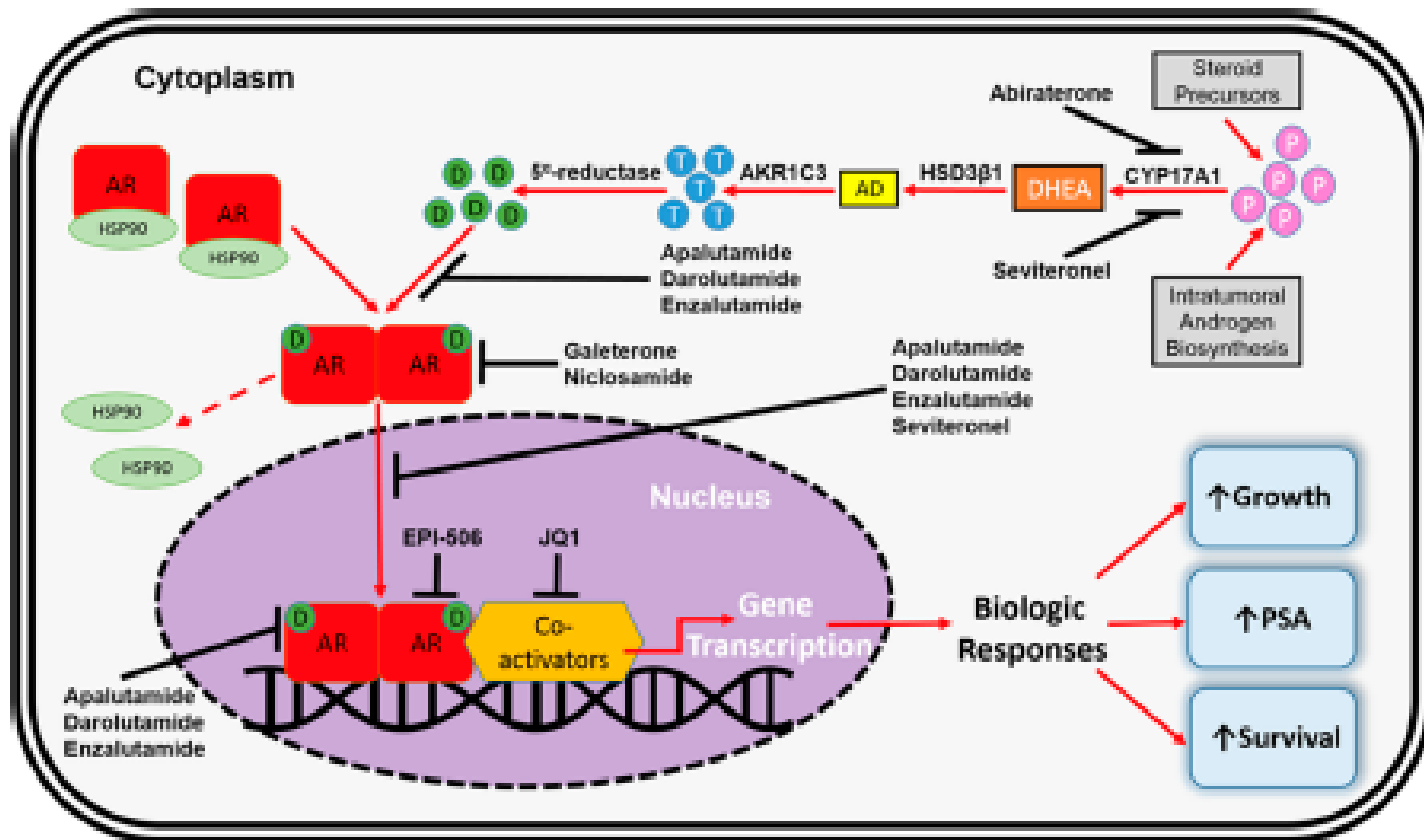 Cytoplasm
Steroid
Precursors
Abiraterone
P
P
P
P
P
P
CYP17A1
DHEA
HSD3β1
AD
AKR1C3
T
T
T
T
T
5α-reductase
D
D
D
D
D
AR
HSP90
AR
HSP90
Seviteronel
Intratumoral
Androgen
Biosynthesis
Apalutamide
Darolutamide
Enzalutamide
D
AR
AR
D
Galeterone
Niclosamide
Apalutamide
Darolutamide
Enzalutamide
Seviteronel
HSP90
HSP90
Nucleus
EPI-506
JQ1
D
AR
AR
D
Co-
activators
Gene
Transcription
Biologic
Responses
↑Growth
↑PSA
↑Survival
Apalutamide
Darolutamide
Enzalutamide